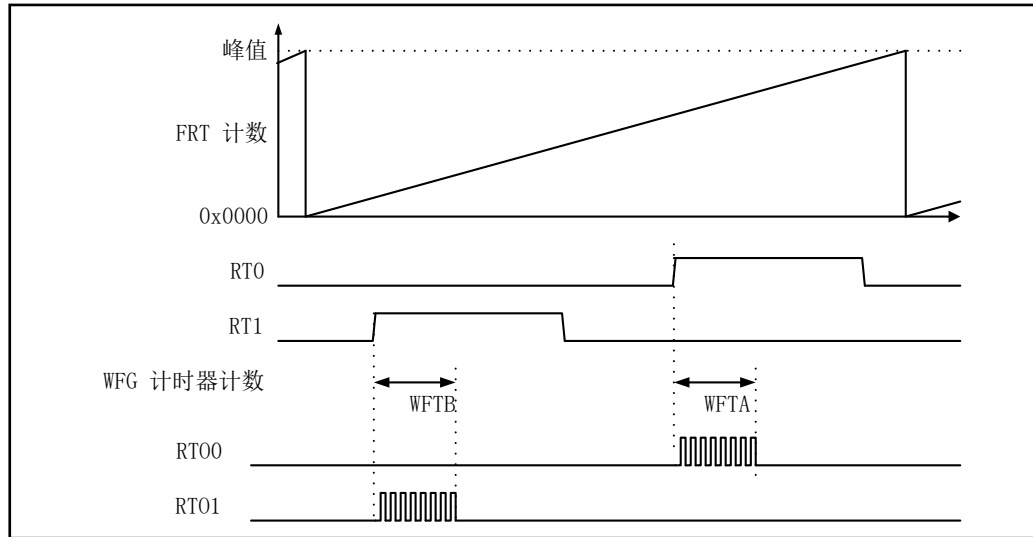 峰值
FRT 计数
0x0000
RT0
RT1
WFG 计时器计数
WFTB
WFTA
RTO0
RTO1